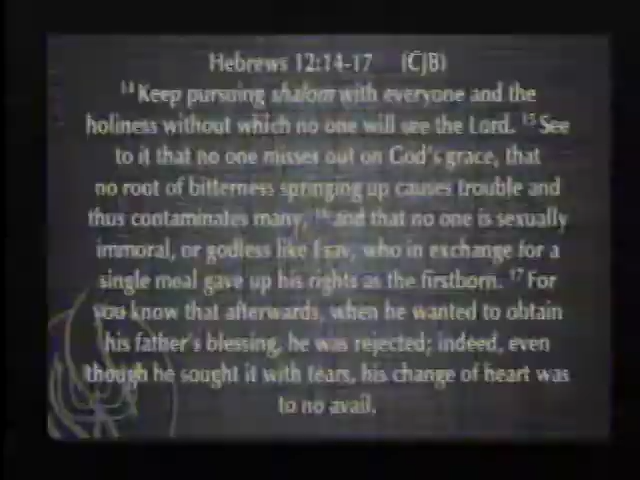 Hebrews 12:14-17 (CJB)
14 Keep pursuing shalom with everyone and the
holiness without which no one will see the Lord. 15 See
to it that no one misses out on God's grace, that
no root of bitterness springing up causes trouble and
thus contaminates many, 16 and that no one is sexually
immoral, or godless like Esav, who in exchange for a
single meal gave up his rights as the firstborn. 17 For
you know that afterwards, when he wanted to obtain
his father's blessing, he was rejected; indeed, even
though he sought it with tears, his change of heart was
to no avail.